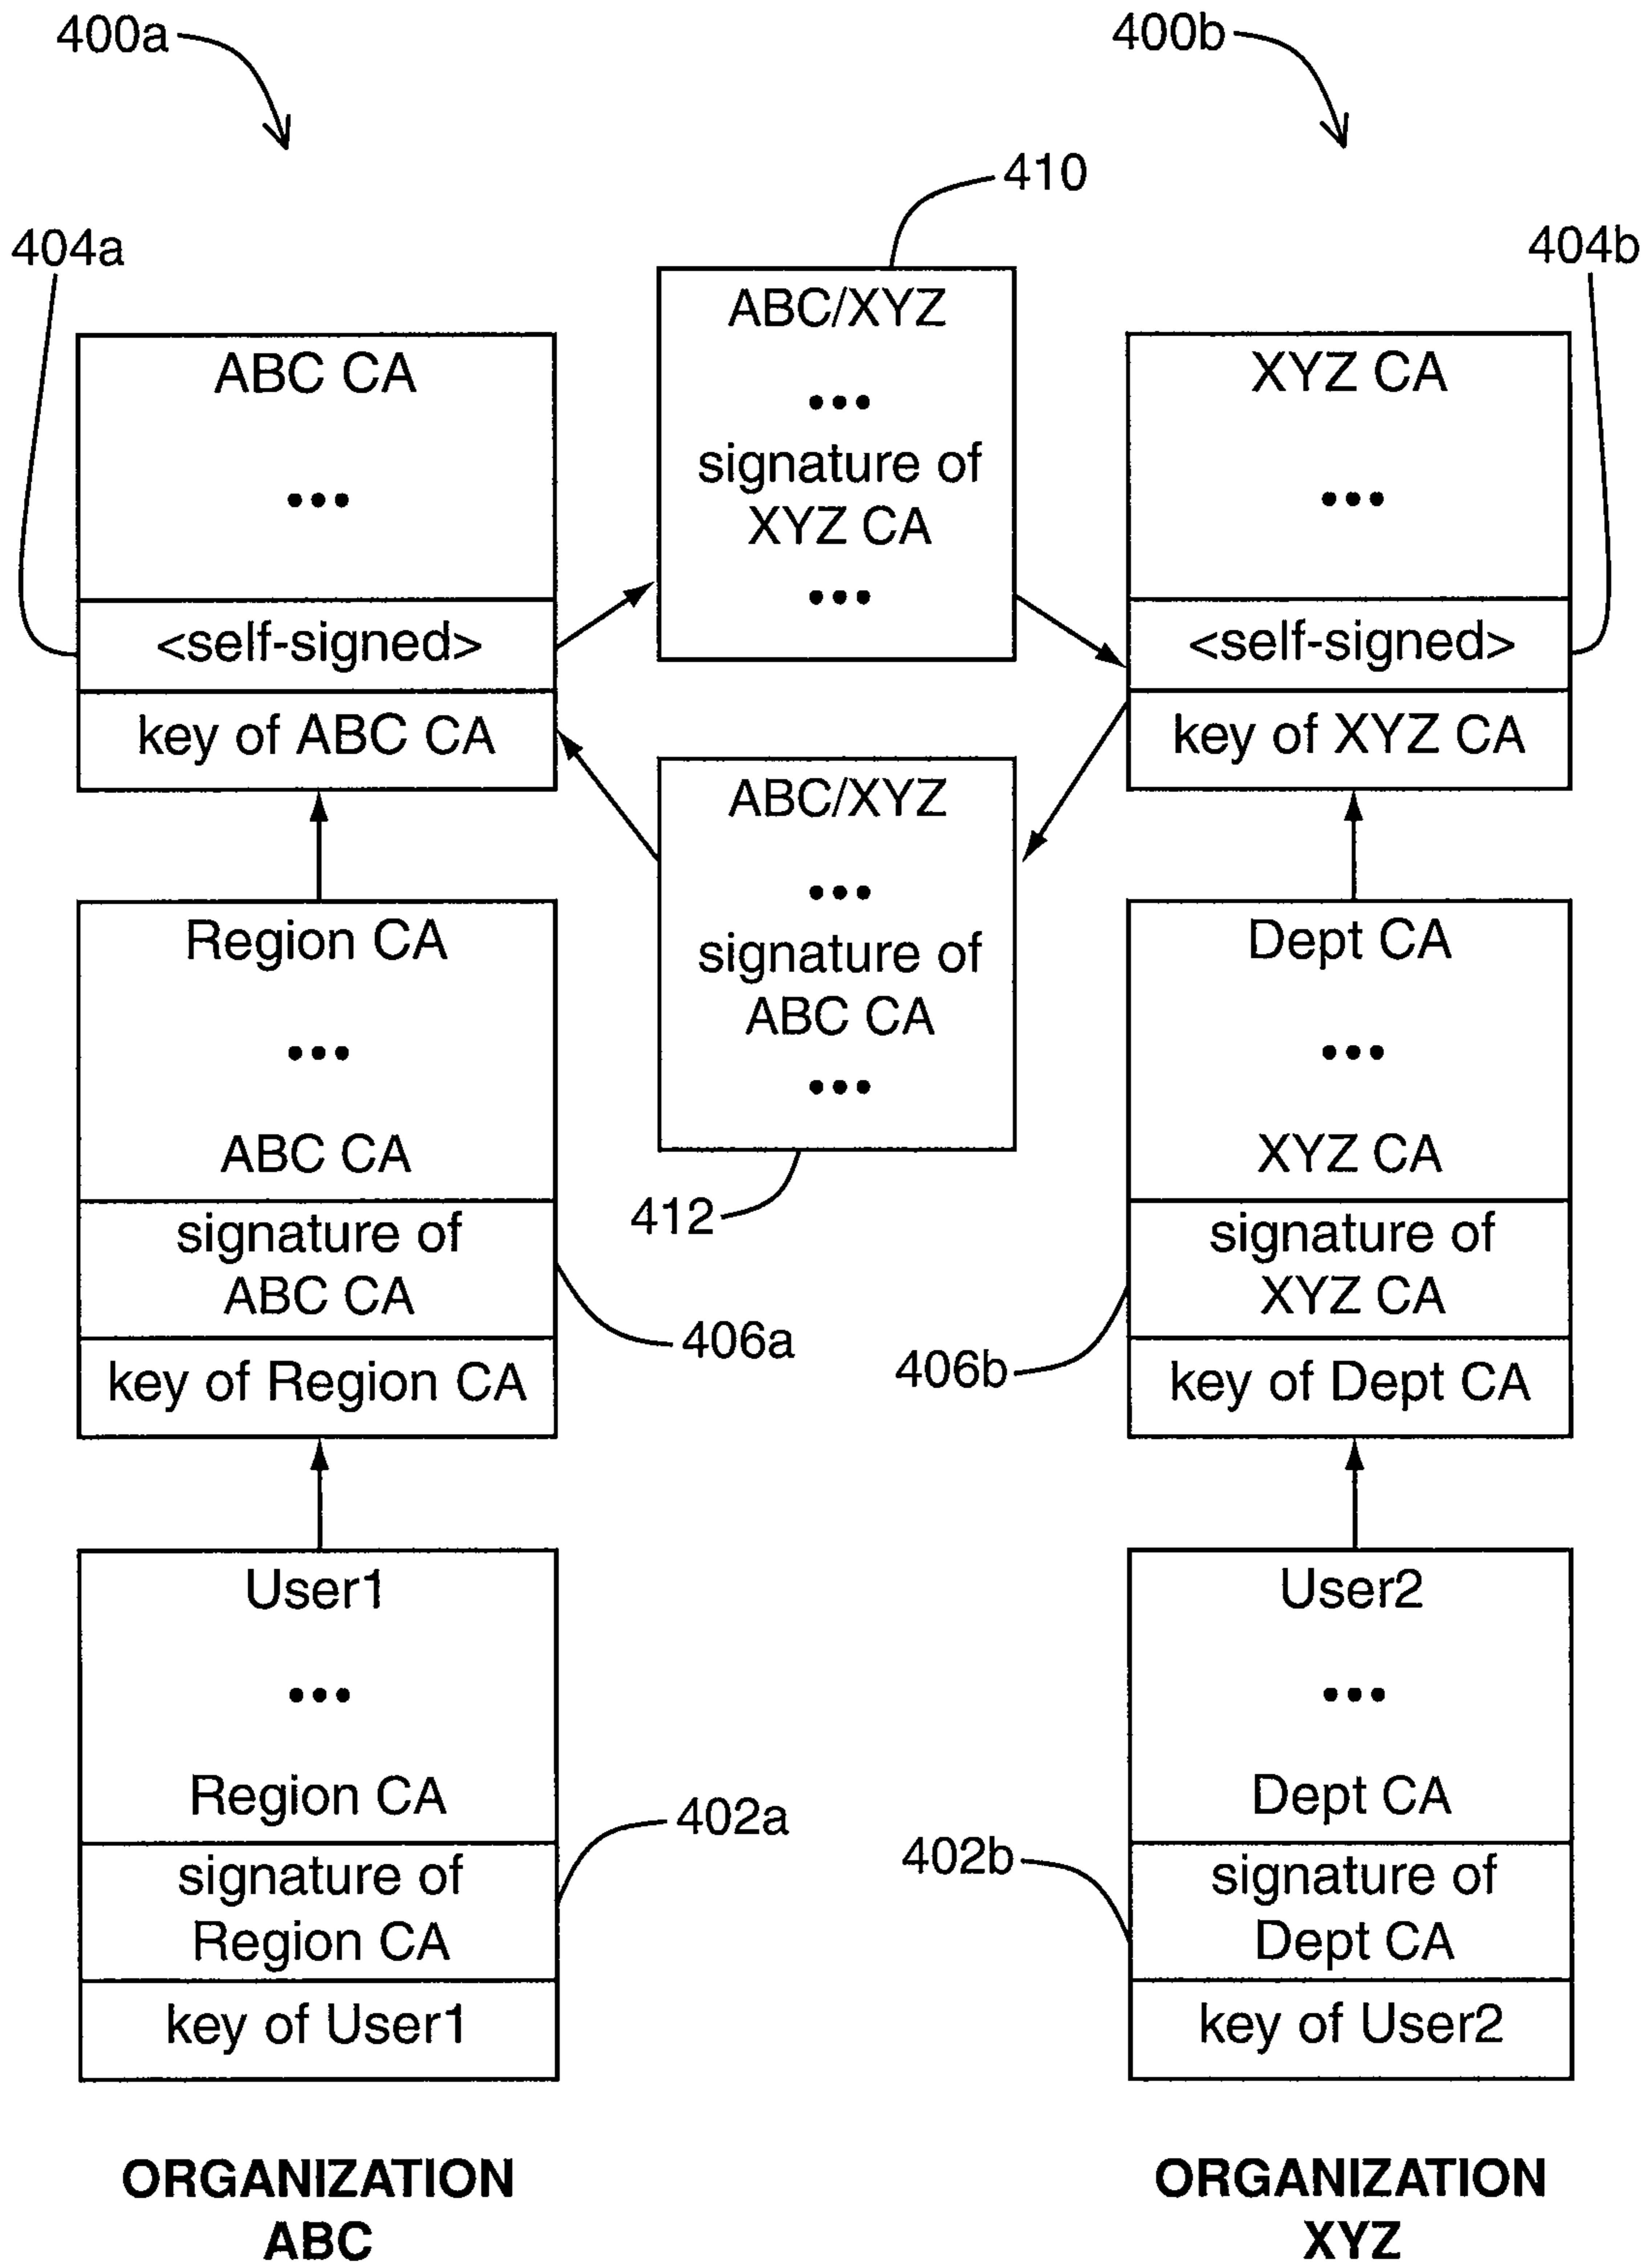 400a
400b
410
404a
404b
ABC CA
•••
<self-signed>
key of ABC CA
ABC/XYZ
•••
signature of
XYZ CA
•••
XYZ CA
•••
<self-signed>
key of XYZ CA
ABC/XYZ
•••
signature of
ABC CA
•••
412
Region CA
•••
ABC CA
signature of
ABC CA
key of Region CA
406a
Dept CA
•••
XYZ CA
signature of
XYZ CA
key of Dept CA
406b
User1
•••
Region CA
signature of
Region CA
key of User1
402a
User2
•••
Dept CA
signature of
Dept CA
key of User2
402b
ORGANIZATION
ABC
ORGANIZATION
XYZ